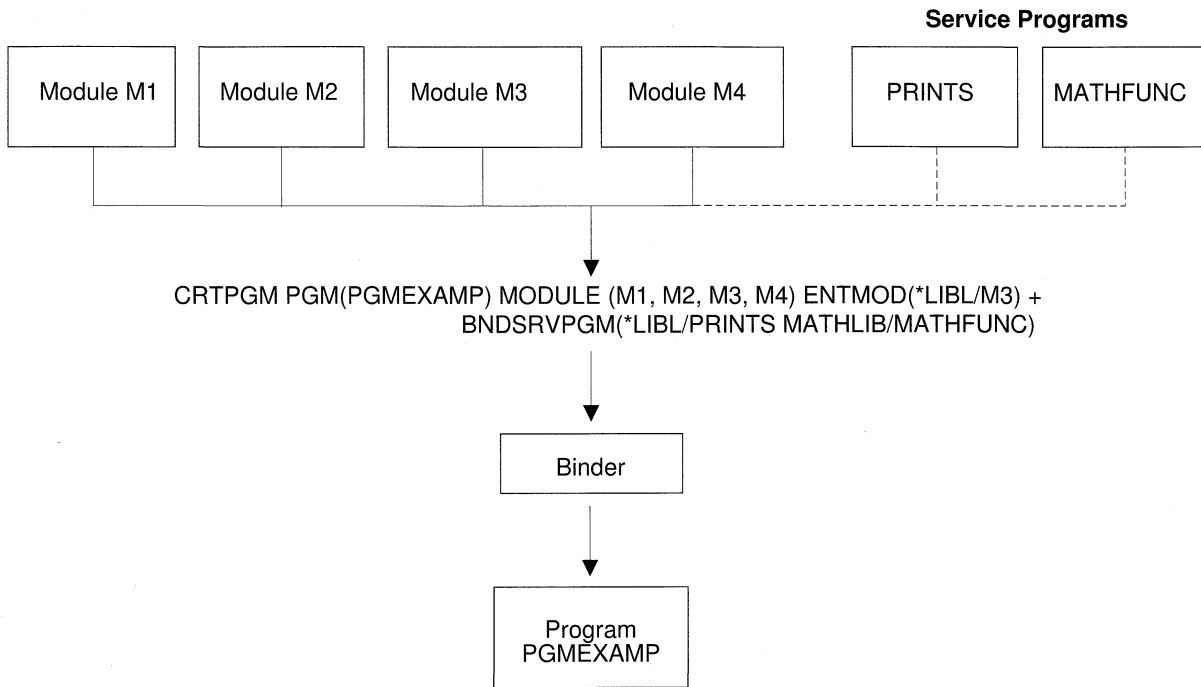 Service Programs
Module M1
Module M2
Module M3
Module M4
PRINTS
MATHFUNC
CRTPGM PGM(PGMEXAMP) MODULE (M1, M2, M3, M4) ENTMOD(*LIBL/M3) +
BNDSRVPGM(*LIBL/PRINTS MATHLIB/MATHFUNC)
Binder
Program
PGMEXAMP